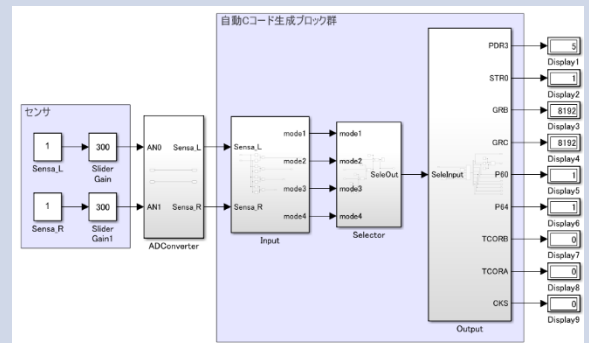 自動Cコード生成ブロック群
センサ
1
Sensa_L
300
Slider
Gain
1
Sensa_R
300
Slider
Gain1
AN0
AN1
Sensa_L
Sensa_R
ADConverter
Sensa_L
Sensa_R
mode1
mode2
mode3
mode4
Input
mode1
mode2
mode3
mode4
SeleOut
Selector
SeleInput
PDR3
STR0
GRB
GRC
P60
P64
TCORB
TCORA
CKS
Output
5
Display1
1
Display2
8192
Display3
8192
Display4
1
Display5
1
Display6
0
Display7
0
Display8
0
Display9